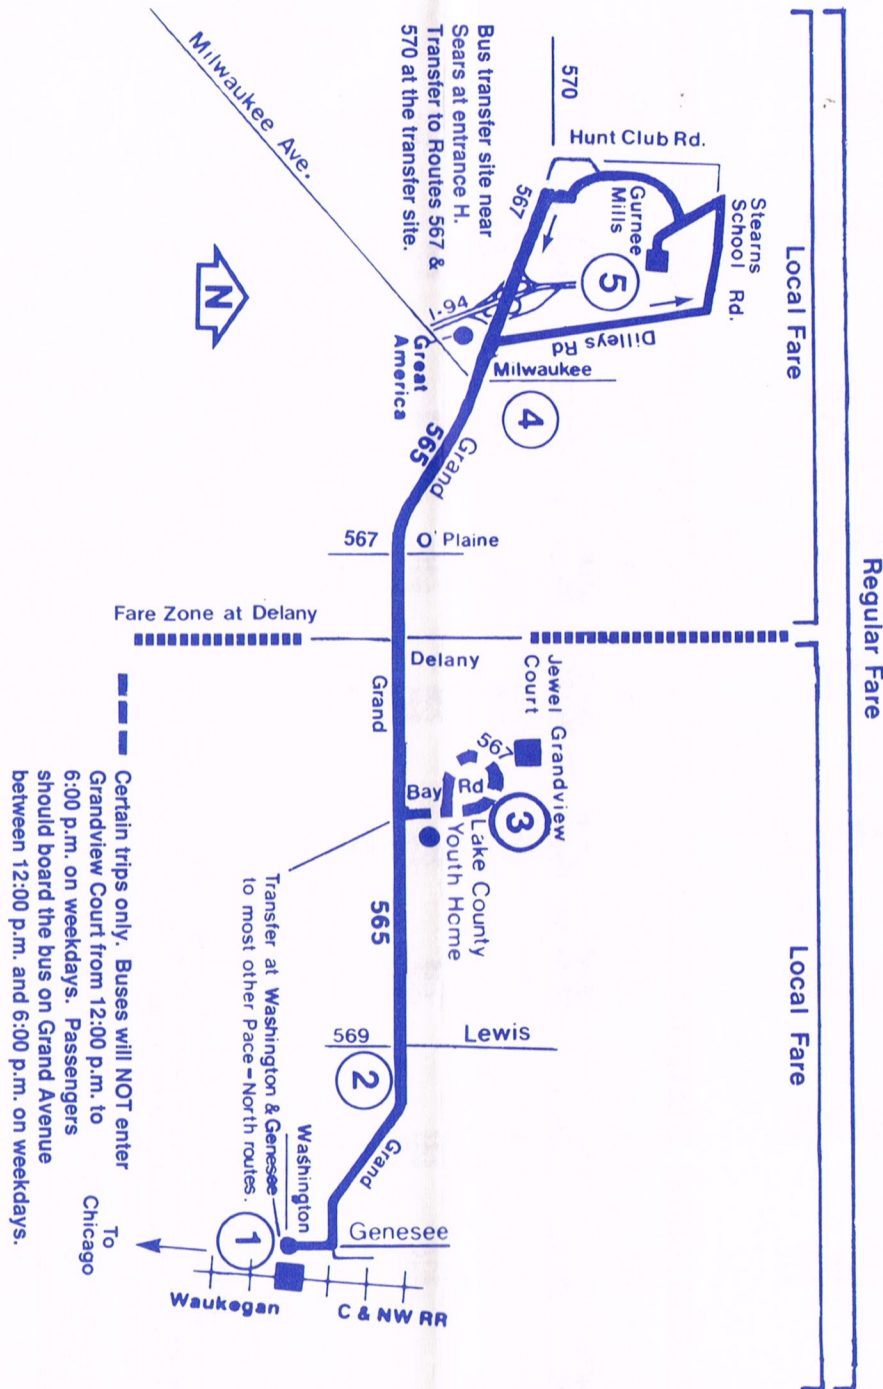 Regular Fare
Local Fare
Local Fare
570
Hunt Club Rd.
Stearns
School Rd.
Gurnee
Mills
567
5
Bus transfer site near
Sears at entrance H.
Transfer to Routes 567 &
570 at the transfer site.
Milwaukee Ave.
N
I-94
Great
America
Dilleys Rd
Milwaukee
4
Grand
565
567
O'Plaine
Fare Zone at Delany
Delany
Grand
Jewel Grandview
Court
567
Bay
Rd
3
Lake County
Youth Home
565
Transfer at Washington & Genesee
to most other Pace-North routes.
569
Lewis
2
Grand
Washington
Genesee
1
Waukegan
C & NW RR
To
Chicago
Certain trips only. Buses will NOT enter
Grandview Court from 12:00 p.m. to
6:00 p.m. on weekdays. Passengers
should board the bus on Grand Avenue
between 12:00 p.m. and 6:00 p.m. on weekdays.